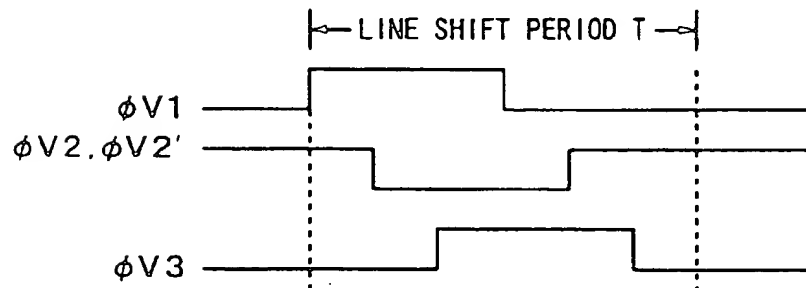 LINE SHIFT PERIOD T
φV1
φV2,φV2'
φV3